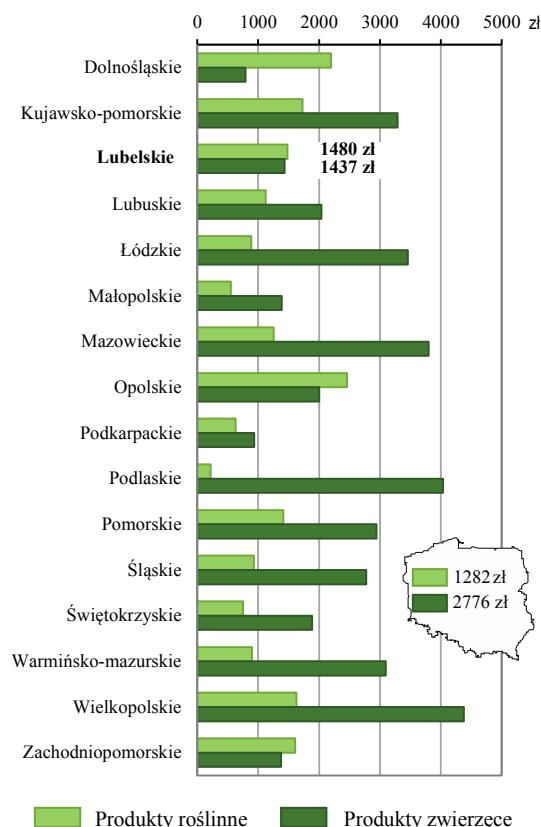 0 1000 2000 3000 4000 5000 zł
Dolnośląskie
Kujawsko-pomorskie
Lubelskie 1480 zł
1437 zł
Lubuskie
Łódzkie
Małopolskie
Mazowieckie
Opolskie
Podkarpackie
Podlaskie
Pomorskie
Śląskie
1282 zł
2776 zł
Świętokrzyskie
Warmińsko-mazurskie
Wielkopolskie
Zachodniopomorskie
Produkty roślinne Produkty zwierzęce